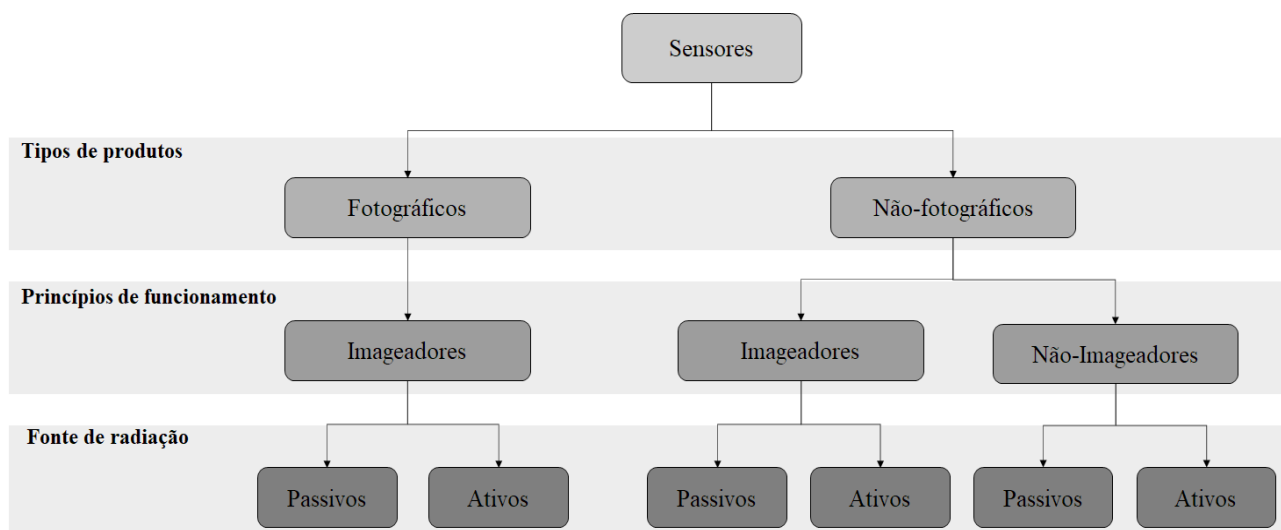 Sensores
Tipos de produtos
Fotográficos
Não-fotográficos
Princípios de funcionamento
Imageadores
Imageadores
Não-Imageadores
Fonte de radiação
Passivos
Ativos
Passivos
Ativos
Passivos
Ativos